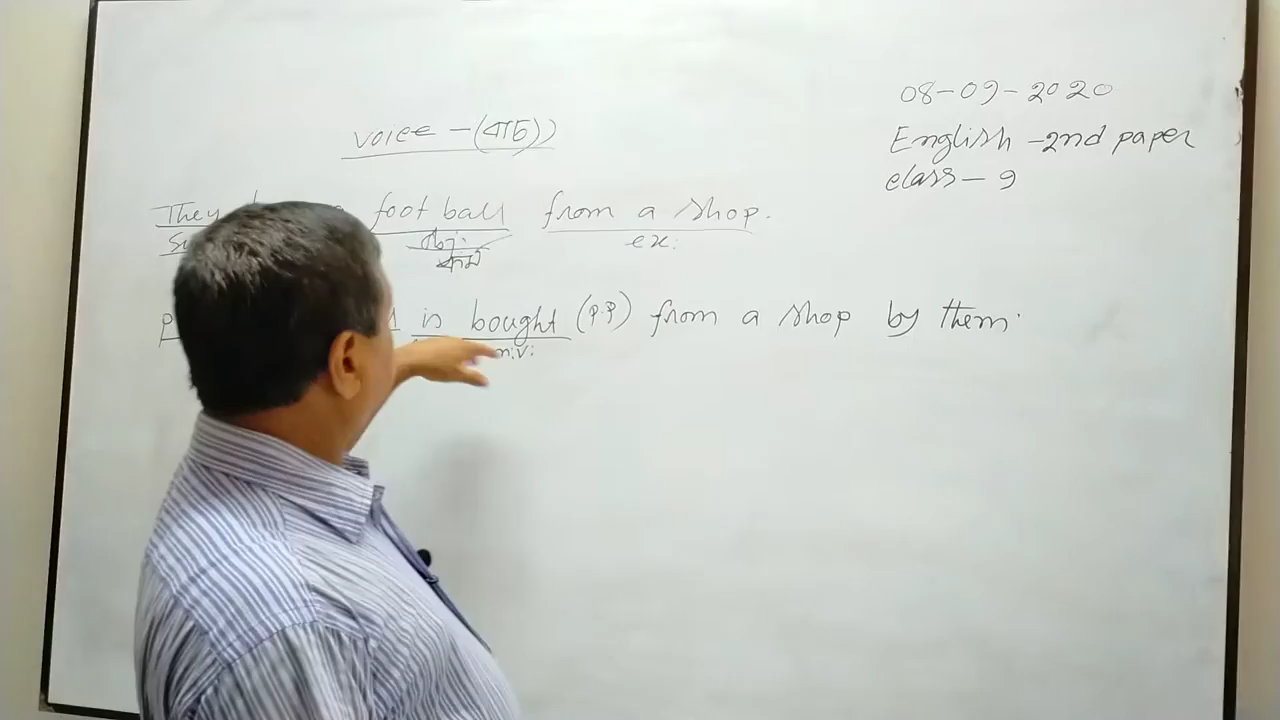 08-09-2020
voice -(বাচ্য)
English -2nd paper
class - 9
They a foot ball from a shop.
obj: ex:
is bought (p.p) from a shop by them.
m.v: